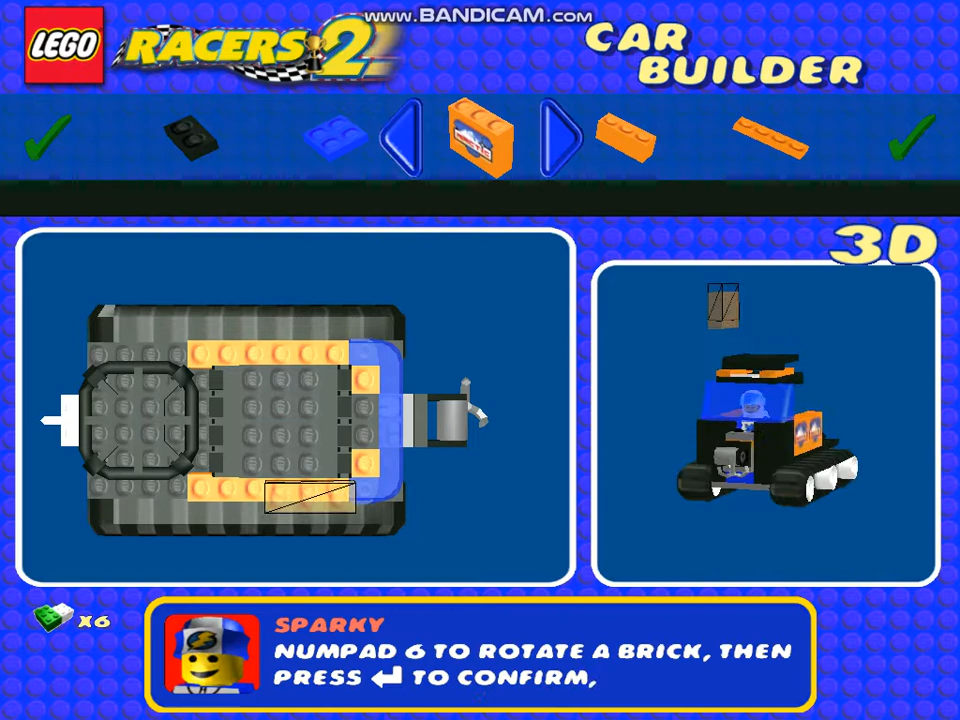 www.BANDICAM.com
LEGO RACERS 2
CAR
BUILDER
3D
X6
SPARKY
NUMPAD 6 TO ROTATE A BRICK, THEN
PRESS ↵ TO CONFIRM,